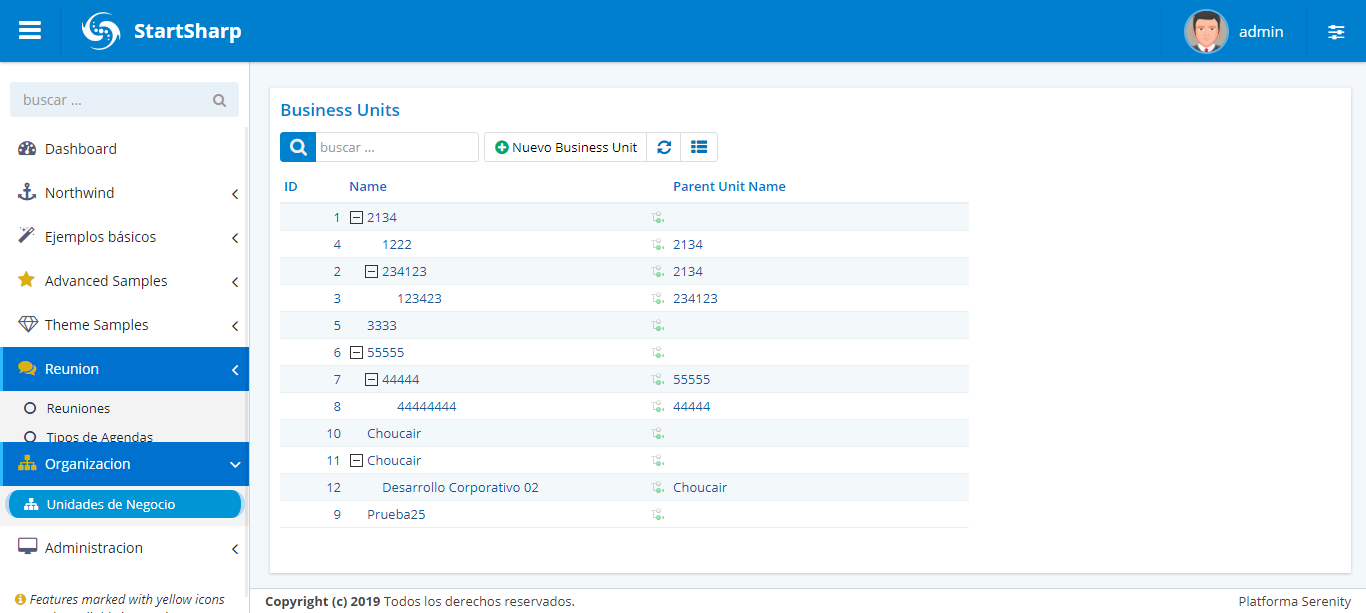 StartSharp
admin
buscar ...
Dashboard
Northwind
Ejemplos básicos
Advanced Samples
Theme Samples
Reunion
Reuniones
Tipos de Agendas
Organizacion
Unidades de Negocio
Administracion
Features marked with yellow icons
Business Units
buscar ...
Nuevo Business Unit
ID Name Parent Unit Name
1 2134
4 1222 2134
2 234123 2134
3 123423 234123
5 3333
6 55555
7 44444 55555
8 44444444 44444
10 Choucair
11 Choucair
12 Desarrollo Corporativo 02 Choucair
9 Prueba25
Copyright (c) 2019 Todos los derechos reservados.
Platforma Serenity